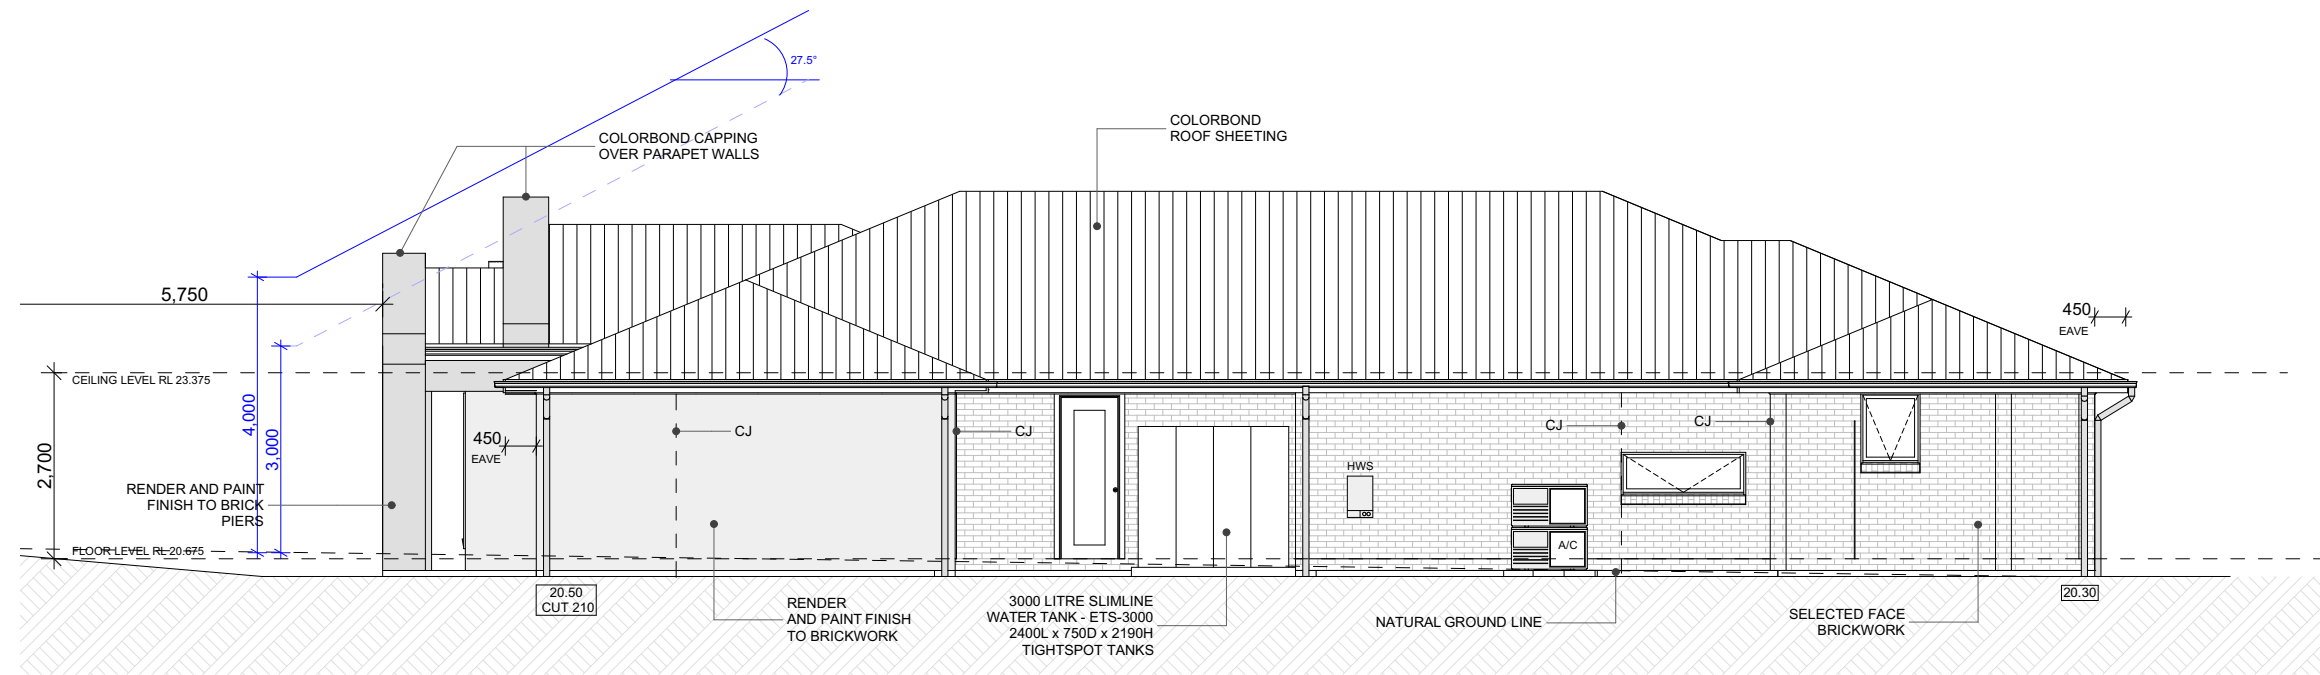 27.5°
COLORBOND CAPPING
OVER PARAPET WALLS
COLORBOND
ROOF SHEETING
5,750
450
EAVE
CEILING LEVEL RL 23.375
4,000
3,000
2,700
450
EAVE
CJ
CJ
CJ
CJ
HWS
A/C
RENDER AND PAINT
FINISH TO BRICK
PIERS
FLOOR LEVEL RL 20.675
20.50
CUT 210
RENDER
AND PAINT FINISH
TO BRICKWORK
3000 LITRE SLIMLINE
WATER TANK - ETS-3000
2400L x 750D x 2190H
TIGHTSPOT TANKS
NATURAL GROUND LINE
SELECTED FACE
BRICKWORK
20.30